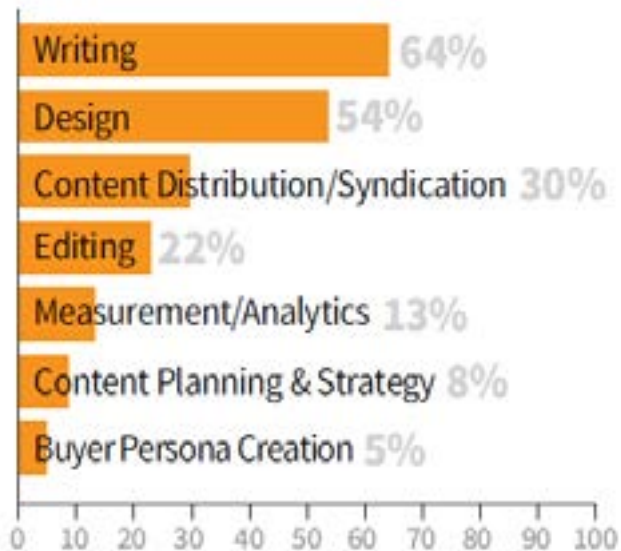 Writing 64%
Design 54%
Content Distribution/Syndication 30%
Editing 22%
Measurement/Analytics 13%
Content Planning & Strategy 8%
Buyer Persona Creation 5%
0 10 20 30 40 50 60 70 80 90 100